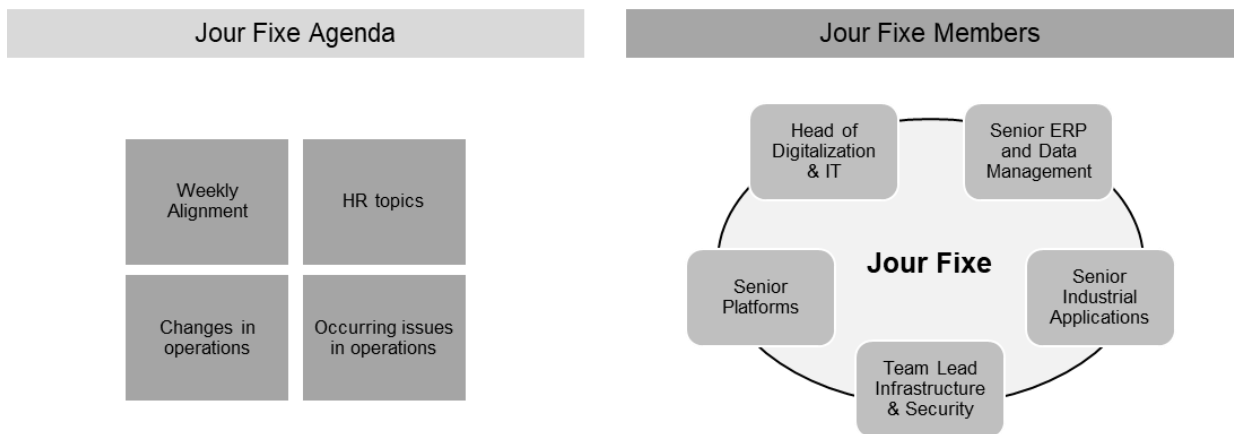 Jour Fixe Agenda
Weekly
Alignment
HR topics
Changes in
operations
Occurring issues
in operations
Jour Fixe Members
Head of
Digitalization
& IT
Senior ERP
and Data
Management
Senior
Platforms
Jour Fixe
Senior
Industrial
Applications
Team Lead
Infrastructure
& Security